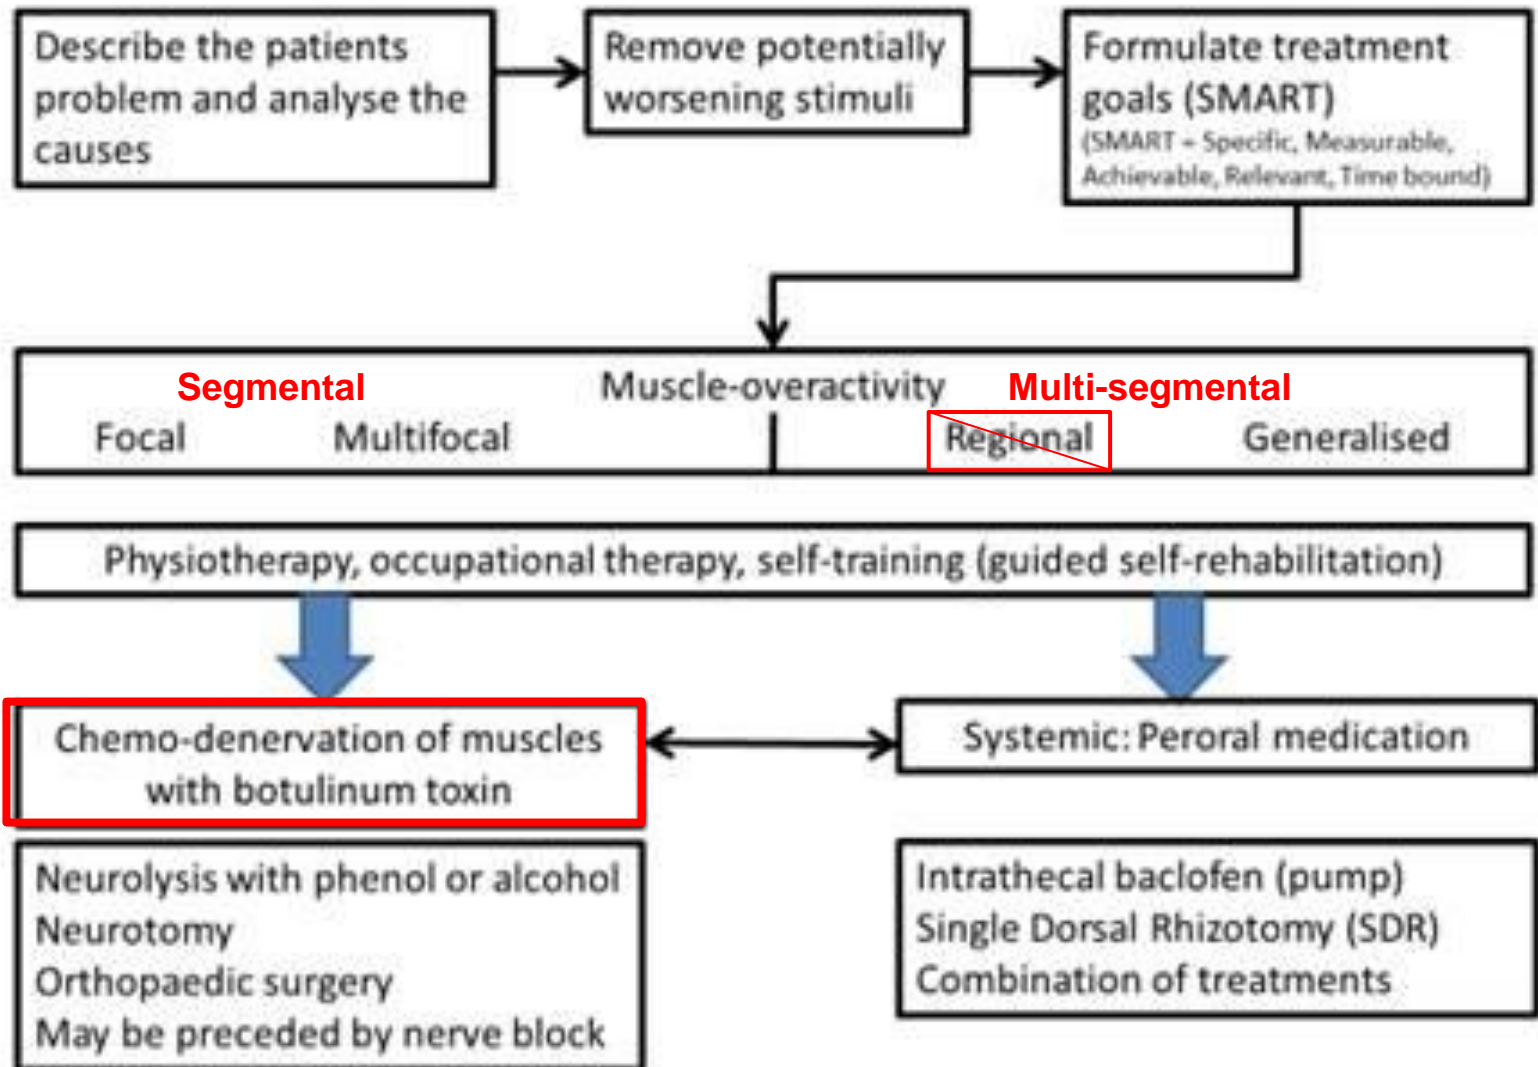 Describe the patients
problem and analyse the
causes
Remove potentially
worsening stimuli
Formulate treatment
goals (SMART)
(SMART = Specific, Measurable,
Achievable, Relevant, Time bound)
Segmental Muscle-overactivity Multi-segmental
Focal Multifocal Regional Generalised
Physiotherapy, occupational therapy, self-training (guided self-rehabilitation)
Chemo-denervation of muscles
with botulinum toxin
Systemic: Peroral medication
Neurolysis with phenol or alcohol
Neurotomy
Orthopaedic surgery
May be preceded by nerve block
Intrathecal baclofen (pump)
Single Dorsal Rhizotomy (SDR)
Combination of treatments